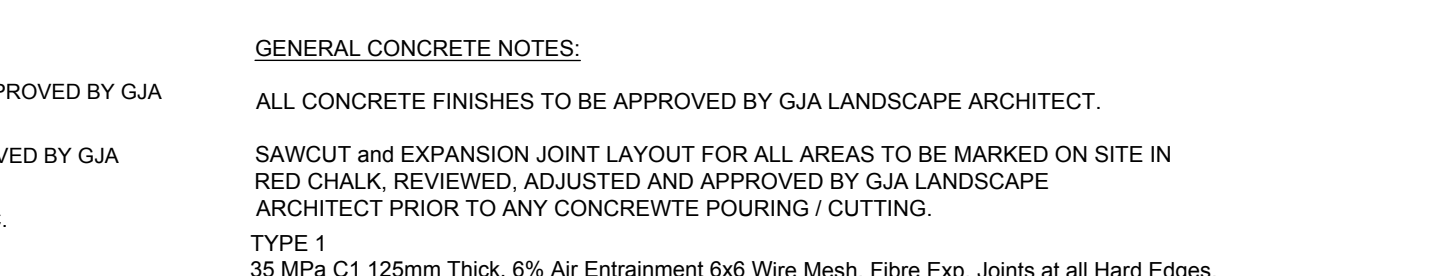 GENERAL CONCRETE NOTES:
PROVED BY GJA
ALL CONCRETE FINISHES TO BE APPROVED BY GJA LANDSCAPE ARCHITECT.
VED BY GJA
SAWCUT and EXPANSION JOINT LAYOUT FOR ALL AREAS TO BE MARKED ON SITE IN
RED CHALK, REVIEWED, ADJUSTED AND APPROVED BY GJA LANDSCAPE
ARCHITECT PRIOR TO ANY CONCREWTE POURING / CUTTING.
TYPE 1
35 MPa C1 125mm Thick, 6% Air Entrainment 6x6 Wire Mesh, Fibre Exp. Joints at all Hard Edges